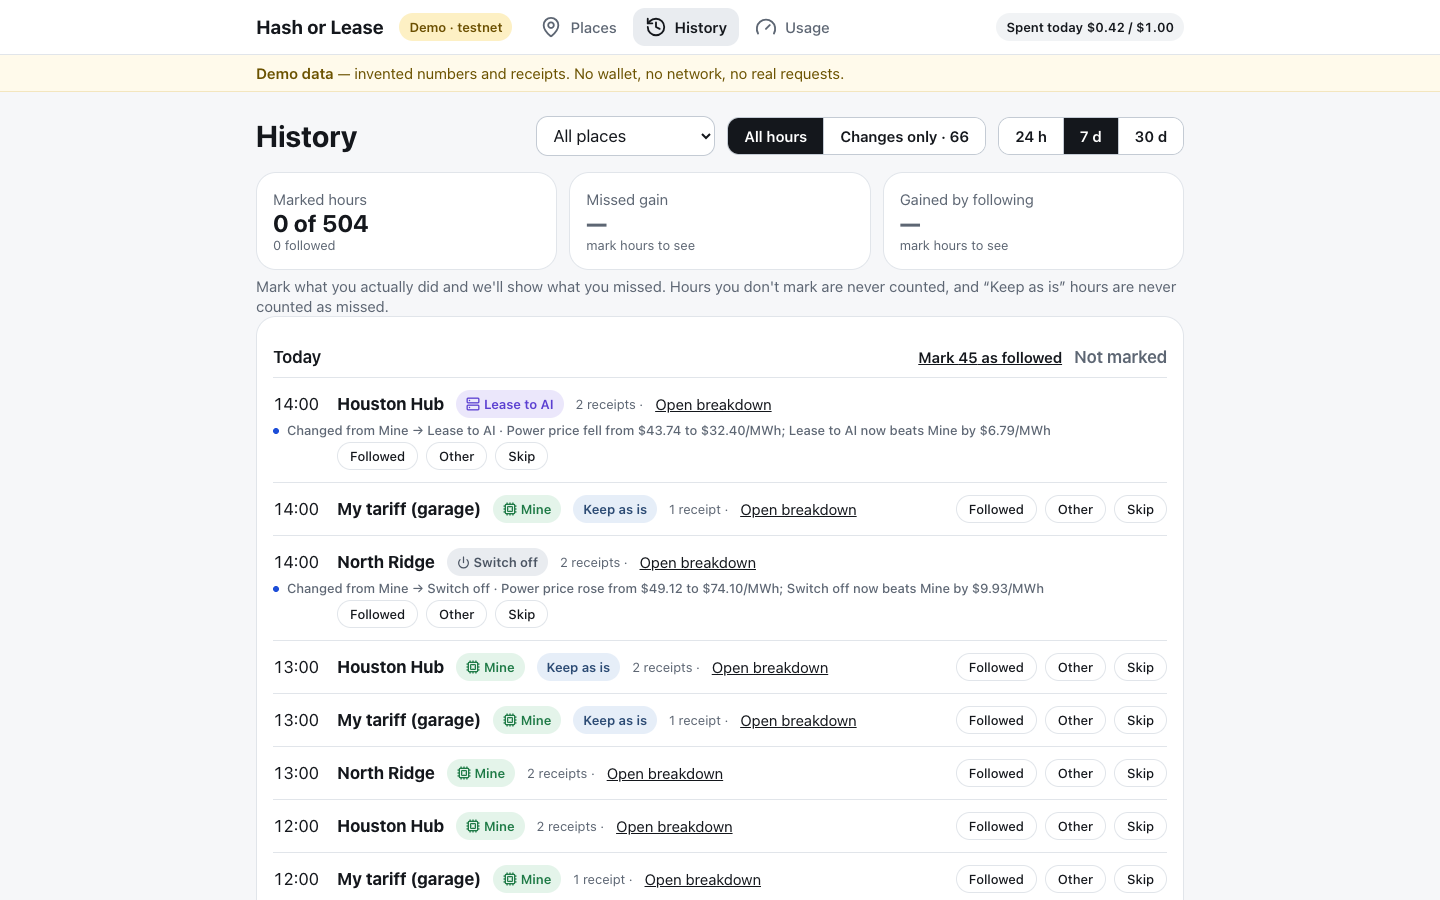 Hash or Lease Demo · testnet Places History Usage Spent today $0.42 / $1.00
Demo data — invented numbers and receipts. No wallet, no network, no real requests.
History All places All hours Changes only · 66 24 h 7 d 30 d
Marked hours
0 of 504
0 followed
Missed gain
—
mark hours to see
Gained by following
—
mark hours to see
Mark what you actually did and we'll show what you missed. Hours you don't mark are never counted, and “Keep as is” hours are never
counted as missed.
Today Mark 45 as followed Not marked
14:00 Houston Hub Lease to AI 2 receipts · Open breakdown
Changed from Mine → Lease to AI · Power price fell from $43.74 to $32.40/MWh; Lease to AI now beats Mine by $6.79/MWh
Followed Other Skip
14:00 My tariff (garage) Mine Keep as is 1 receipt · Open breakdown Followed Other Skip
14:00 North Ridge Switch off 2 receipts · Open breakdown
Changed from Mine → Switch off · Power price rose from $49.12 to $74.10/MWh; Switch off now beats Mine by $9.93/MWh
Followed Other Skip
13:00 Houston Hub Mine Keep as is 2 receipts · Open breakdown Followed Other Skip
13:00 My tariff (garage) Mine Keep as is 1 receipt · Open breakdown Followed Other Skip
13:00 North Ridge Mine 2 receipts · Open breakdown Followed Other Skip
12:00 Houston Hub Mine 2 receipts · Open breakdown Followed Other Skip
12:00 My tariff (garage) Mine 1 receipt · Open breakdown Followed Other Skip